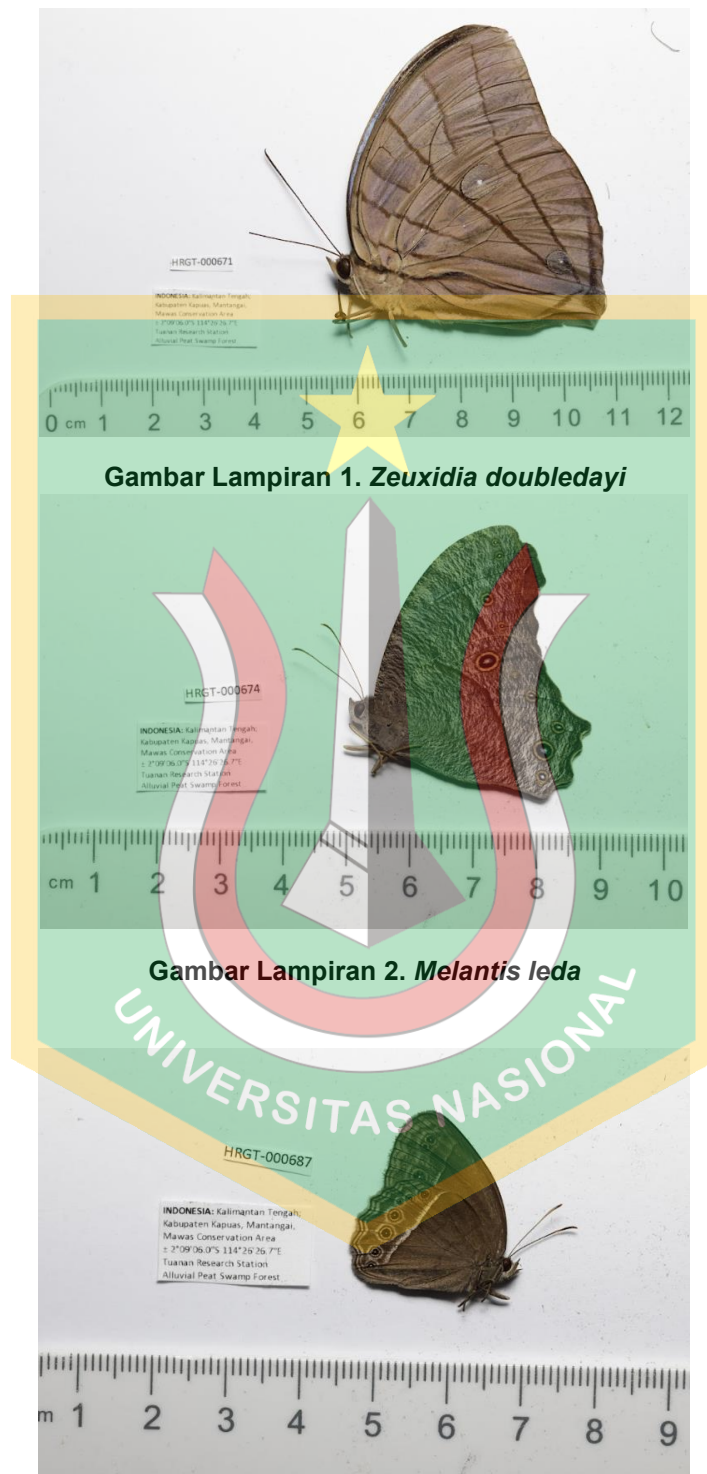 HRGT-000671
INDONESIA: Kalimantan Tengah,
Kabupaten Kapuas, Mantangai,
Mawas Conservation Area
± 2°09'06.0"S 114°26'26.7"E
Tuanan Research Station
Alluvial Peat Swamp Forest
0 cm 1 2 3 4 5 6 7 8 9 10 11 12
Gambar Lampiran 1. Zeuxidia doubledayi
HRGT-000674
INDONESIA: Kalimantan Tengah,
Kabupaten Kapuas, Mantangai,
Mawas Conservation Area
± 2°09'06.0"S 114°26'26.7"E
Tuanan Research Station
Alluvial Peat Swamp Forest
cm 1 2 3 4 5 6 7 8 9 10
Gambar Lampiran 2. Melantis leda
UNIVERSITAS NASIONAL
HRGT-000687
INDONESIA: Kalimantan Tengah,
Kabupaten Kapuas, Mantangai,
Mawas Conservation Area
± 2°09'06.0"S 114°26'26.7"E
Tuanan Research Station
Alluvial Peat Swamp Forest
m 1 2 3 4 5 6 7 8 9